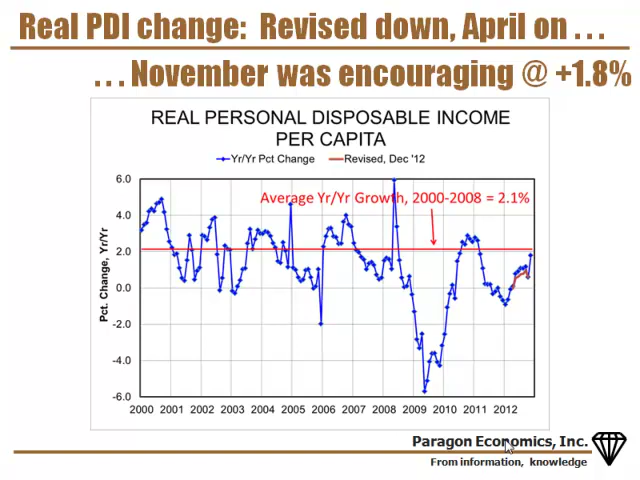 Real PDI change: Revised down, April on . . .
. . . November was encouraging @ +1.8%
REAL PERSONAL DISPOSABLE INCOME
PER CAPITA
Yr/Yr Pct Change Revised, Dec '12
Average Yr/Yr Growth, 2000-2008 = 2.1%
Pct. Change, Yr/Yr
6.0
4.0
2.0
0.0
-2.0
-4.0
-6.0
2000 2001 2002 2003 2004 2005 2006 2007 2008 2009 2010 2011 2012
Paragon Economics, Inc.
From information, knowledge